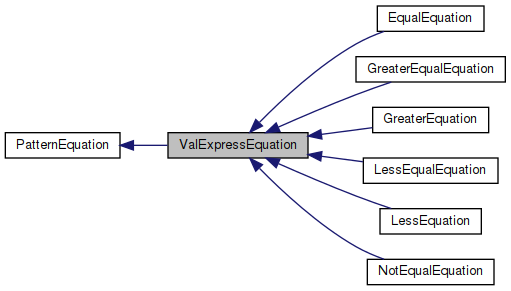 PatternEquation
ValExpressEquation
EqualEquation
GreaterEqualEquation
GreaterEquation
LessEqualEquation
LessEquation
NotEqualEquation